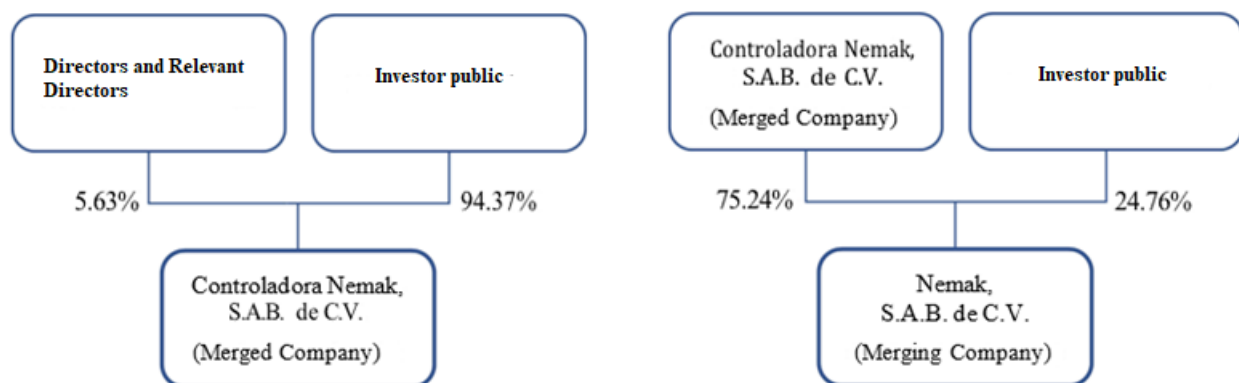 Directors and Relevant
Directors
Investor public
5.63%
94.37%
Controladora Nemak,
S.A.B. de C.V.
(Merged Company)
Controladora Nemak,
S.A.B. de C.V.
(Merged Company)
Investor public
75.24%
24.76%
Nemak,
S.A.B. de C.V.
(Merging Company)